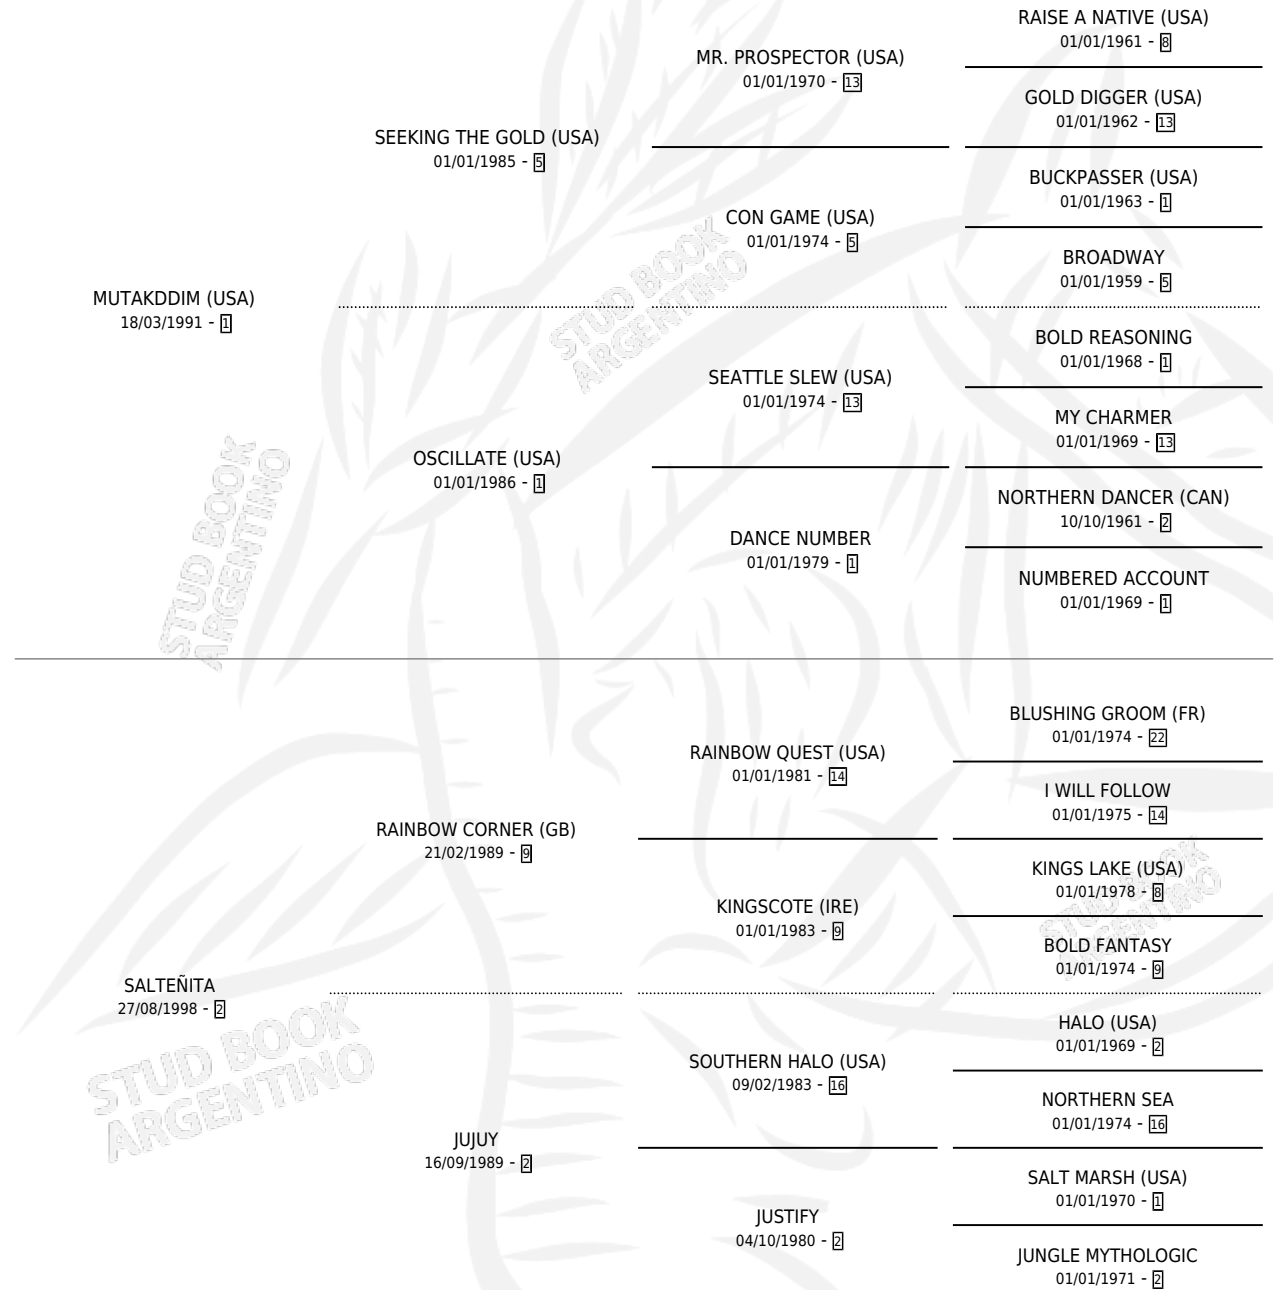 RAISE A NATIVE (USA)
01/01/1961 - 8
MR. PROSPECTOR (USA)
01/01/1970 - 13
GOLD DIGGER (USA)
01/01/1962 - 13
SEEKING THE GOLD (USA)
01/01/1985 - 5
BUCKPASSER (USA)
01/01/1963 - 1
CON GAME (USA)
01/01/1974 - 5
BROADWAY
01/01/1959 - 5
MUTAKDDIM (USA)
18/03/1991 - 1
BOLD REASONING
01/01/1968 - 1
SEATTLE SLEW (USA)
01/01/1974 - 13
MY CHARMER
01/01/1969 - 13
OSCILLATE (USA)
01/01/1986 - 1
NORTHERN DANCER (CAN)
10/10/1961 - 2
DANCE NUMBER
01/01/1979 - 1
NUMBERED ACCOUNT
01/01/1969 - 1
BLUSHING GROOM (FR)
01/01/1974 - 22
RAINBOW QUEST (USA)
01/01/1981 - 14
I WILL FOLLOW
01/01/1975 - 14
RAINBOW CORNER (GB)
21/02/1989 - 9
KINGS LAKE (USA)
01/01/1978 - 8
KINGSCOTE (IRE)
01/01/1983 - 9
BOLD FANTASY
01/01/1974 - 9
SALTEÑITA
27/08/1998 - 2
HALO (USA)
01/01/1969 - 2
SOUTHERN HALO (USA)
09/02/1983 - 16
NORTHERN SEA
01/01/1974 - 16
JUJUY
16/09/1989 - 2
SALT MARSH (USA)
01/01/1970 - 1
JUSTIFY
04/10/1980 - 2
JUNGLE MYTHOLOGIC
01/01/1971 - 2
STUD BOOK
ARGENTINO
STUD BOOK
ARGENTINO
STUD BOOK
ARGENTINO
STUD BOOK
ARGENTINO